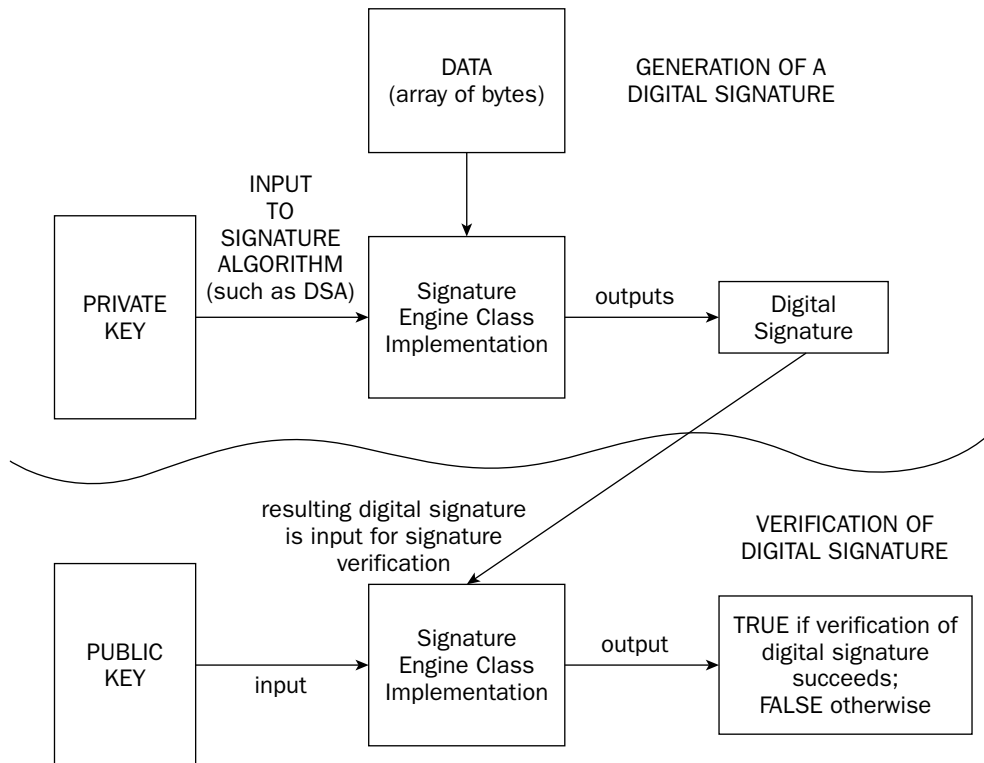 DATA
(array of bytes)
GENERATION OF A
DIGITAL SIGNATURE
INPUT
TO
SIGNATURE
ALGORITHM
(such as DSA)
PRIVATE
KEY
Signature
Engine Class
Implementation
outputs
Digital
Signature
resulting digital signature
is input for signature
verification
VERIFICATION OF
DIGITAL SIGNATURE
PUBLIC
KEY
input
Signature
Engine Class
Implementation
output
TRUE if verification of
digital signature
succeeds;
FALSE otherwise